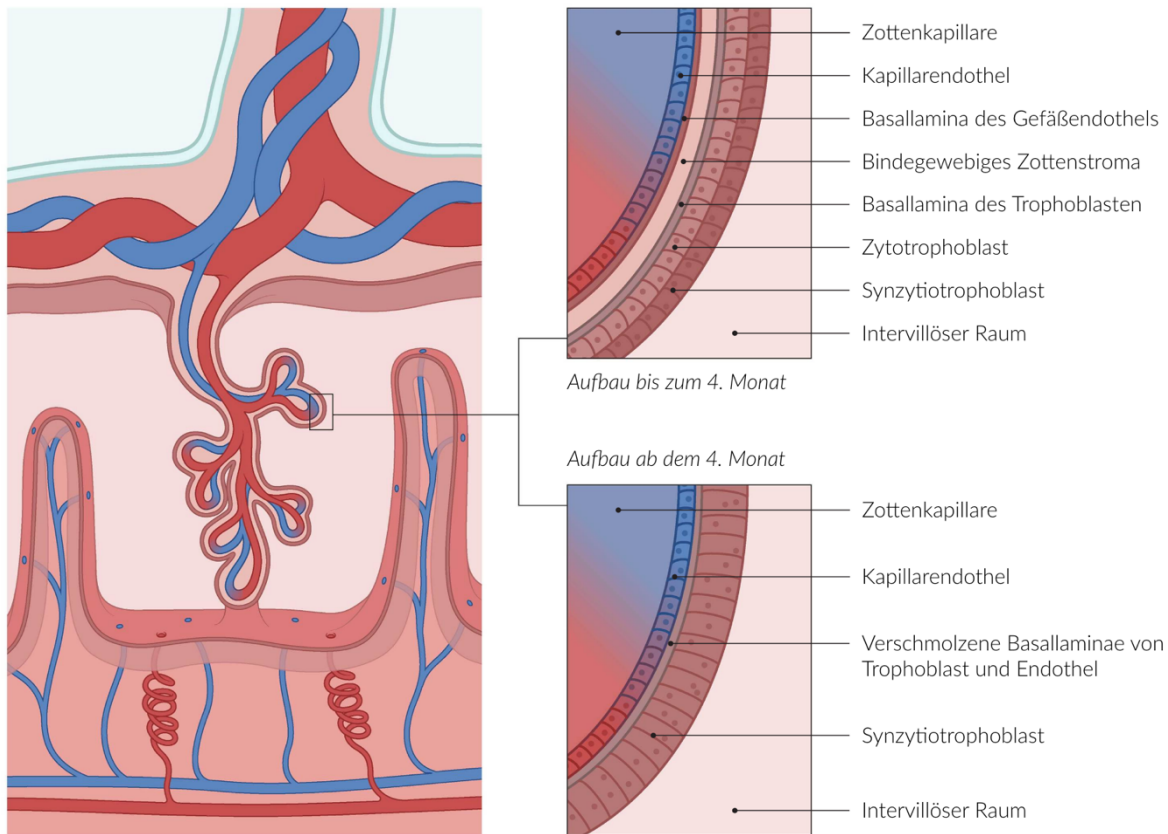 Zottenkapillare
Kapillarendothel
Basallamina des Gefäßendothels
Bindegewebiges Zottenstroma
Basallamina des Trophoblasten
Zytotrophoblast
Synzytiotrophoblast
Intervillöser Raum
Aufbau bis zum 4. Monat
Aufbau ab dem 4. Monat
Zottenkapillare
Kapillarendothel
Verschmolzene Basallaminae von
Trophoblast und Endothel
Synzytiotrophoblast
Intervillöser Raum